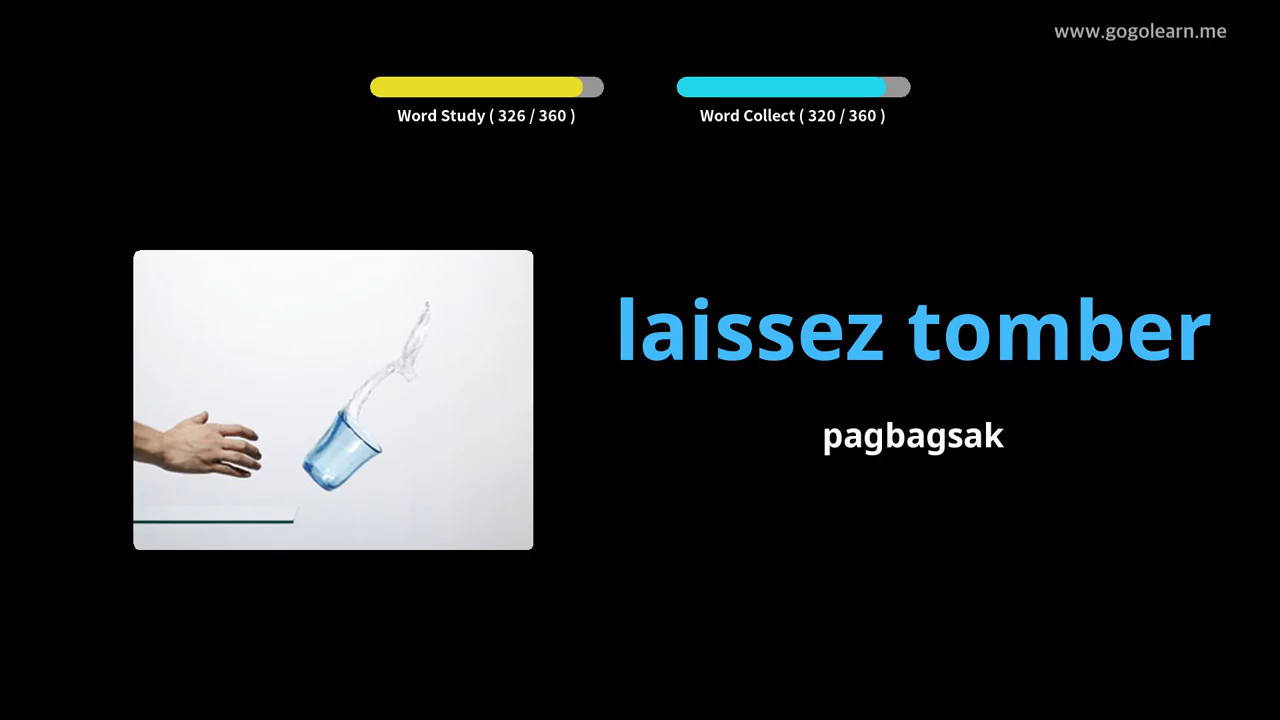 www.gogolearn.me
Word Study ( 326 / 360 )
Word Collect ( 320 / 360 )
laissez tomber
pagbagsak